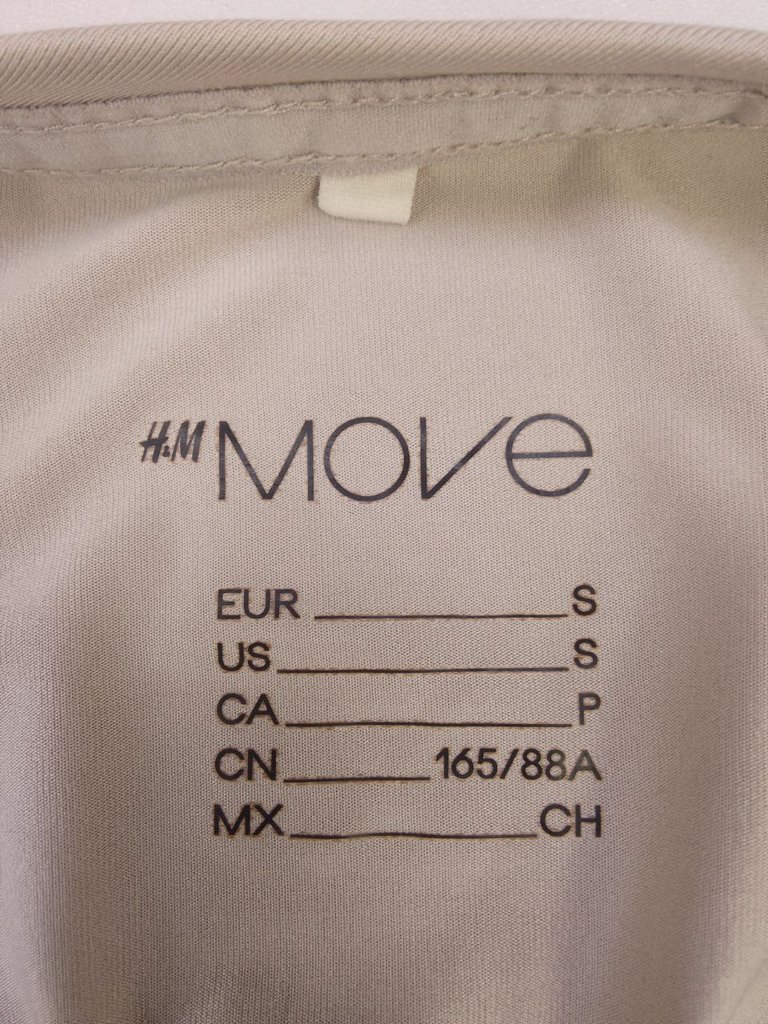 H&M MOVE
EUR S
US S
CA P
CN 165/88A
MX CH